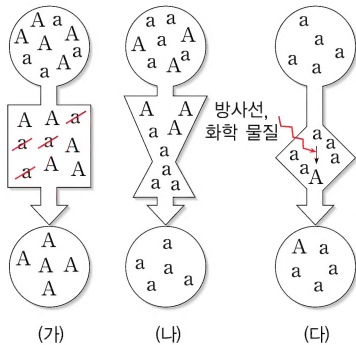 A a A a A a A a
A A a A A
a a A a A a A
a a a a a
방사선,
화학 물질
A A a
a a A
a A A
A A
a A
a a
a a
a
a
a a
A
A
A A A
A
a
a a
a a
A a
a a
a
(가) (나) (다)